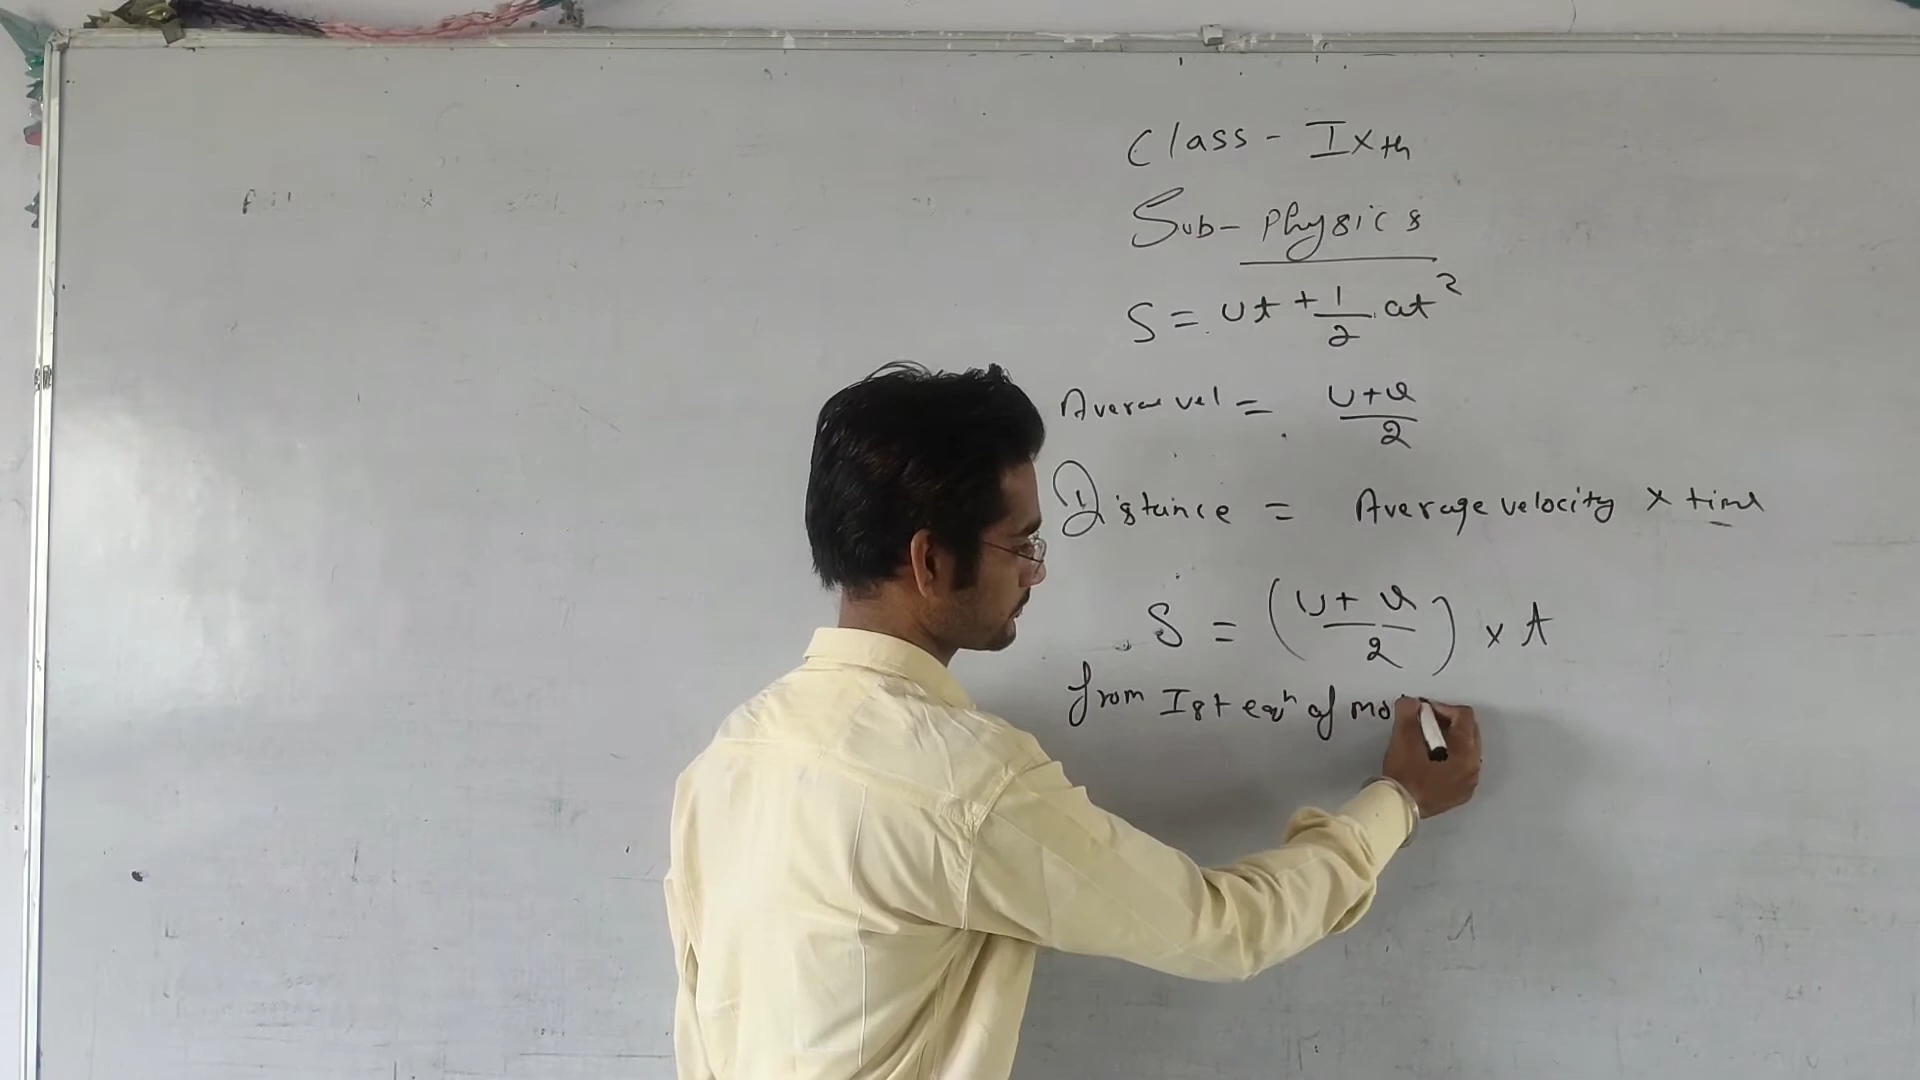 Class - IXth
Sub - Physics
S = ut + 1/2 at²
Average vel = u+v/2
Distance = Average velocity x time
S = (u+v/2) x t
from Ist eqn of mo